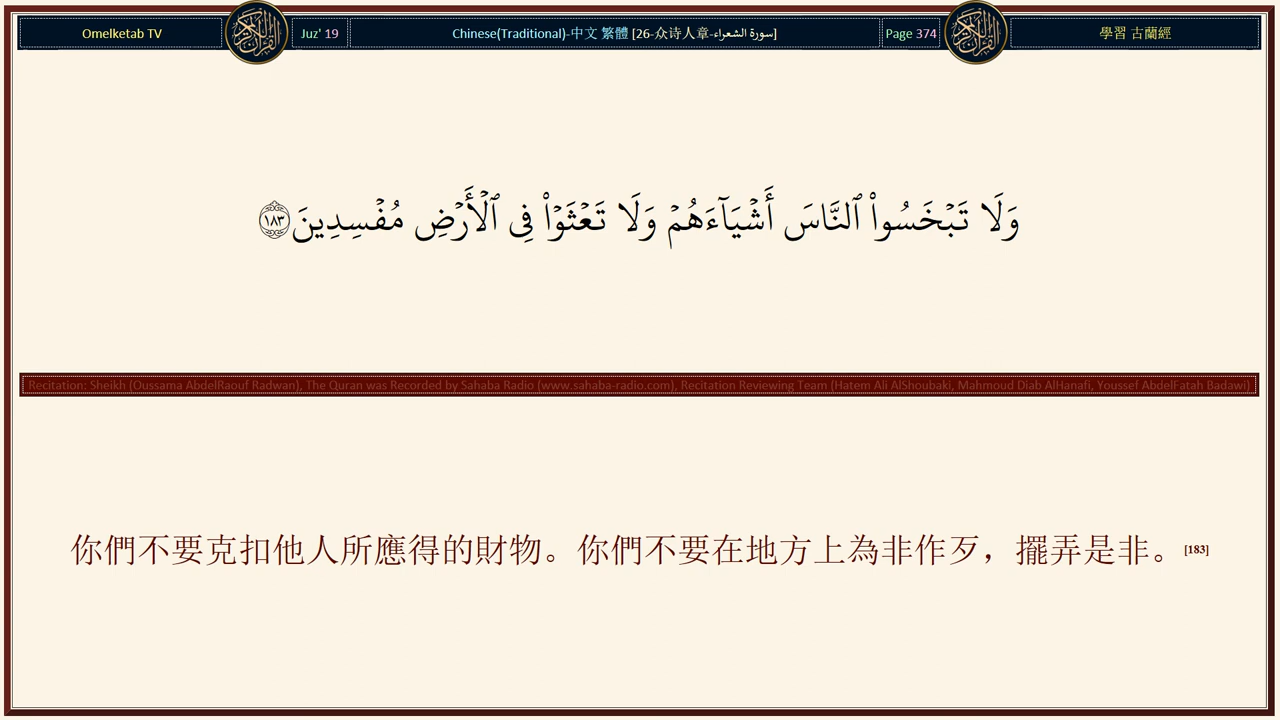 Omelketab TV
Juz' 19
Chinese(Traditional)-中文 繁體 [26-众诗人章-سورة الشعراء]
Page 374
學習 古蘭經
وَلَا تَبۡخَسُواْ ٱلنَّاسَ أَشۡيَآءَهُمۡ وَلَا تَعۡثَوۡاْ فِي ٱلۡأَرۡضِ مُفۡسِدِينَ ١٨٣
Recitation: Sheikh (Oussama AbdelRaouf Radwan), The Quran was Recorded by Sahaba Radio (www.sahaba-radio.com), Recitation Reviewing Team (Hatem Ali AlShoubaki, Mahmoud Diab AlHanafi, Youssef AbdelFatah Badawi)
你們不要克扣他人所應得的財物。你們不要在地方上為非作歹，擺弄是非。[183]